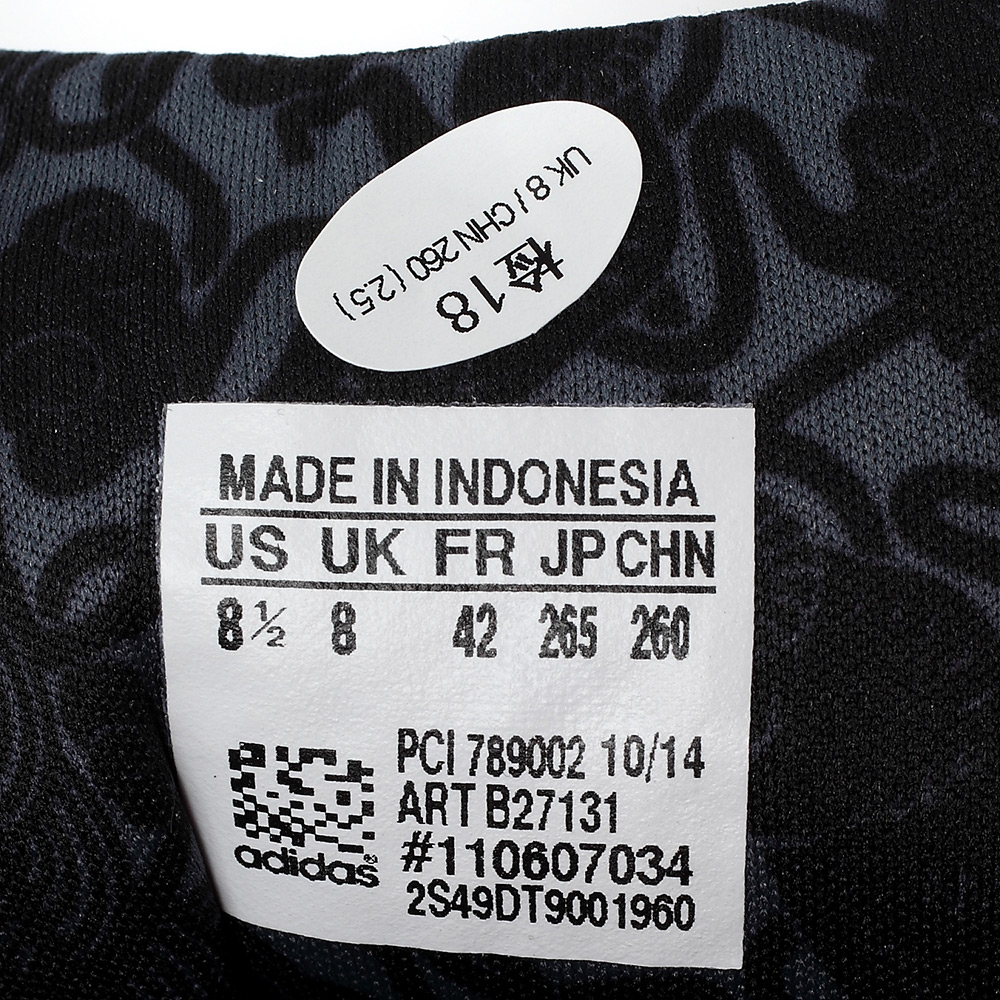 UK 8 / CHN 260 (2.5)
检18
MADE IN INDONESIA
US UK FR JP CHN
8½ 8 42 265 260
PCI 789002 10/14
ART B27131
#110607034
2S49DT9001960
adidas®